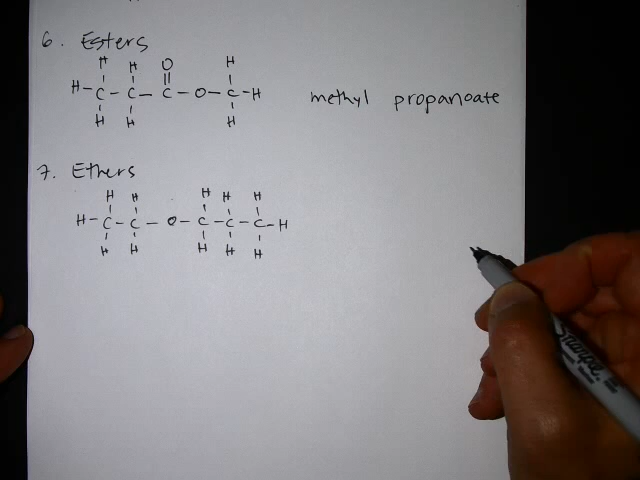 6. Esters
H H O H
H-C-C-C-O-C-H
H H H
methyl propanoate
7. Ethers
H H H H H
H-C-C-O-C-C-C-H
H H H H H
Sharpie